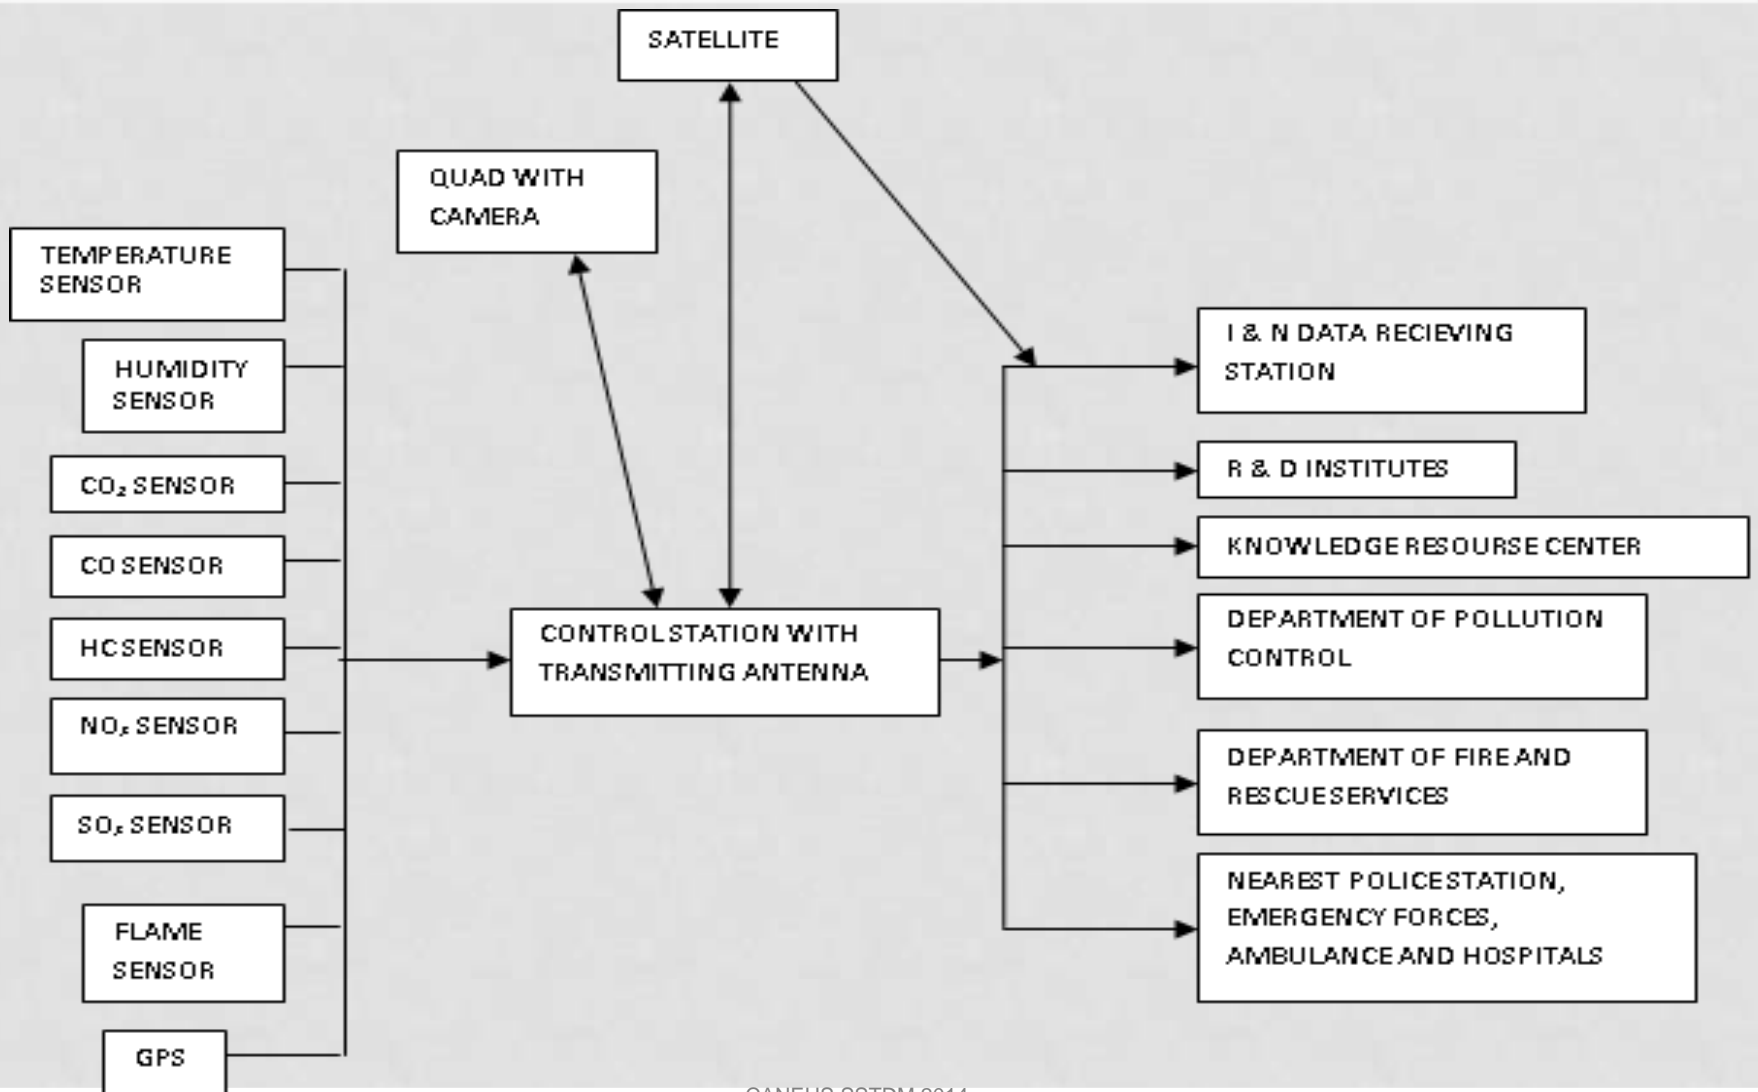 SATELLITE
QUAD WITH
CAMERA
TEMPERATURE
SENSOR
HUMIDITY
SENSOR
CO₂ SENSOR
CO SENSOR
HC SENSOR
NOₓ SENSOR
SOₓ SENSOR
FLAME
SENSOR
GPS
CONTROL STATION WITH
TRANSMITTING ANTENNA
I & N DATA RECIEVING
STATION
R & D INSTITUTES
KNOWLEDGE RESOURSE CENTER
DEPARTMENT OF POLLUTION
CONTROL
DEPARTMENT OF FIRE AND
RESCUE SERVICES
NEAREST POLICE STATION,
EMERGENCY FORCES,
AMBULANCE AND HOSPITALS